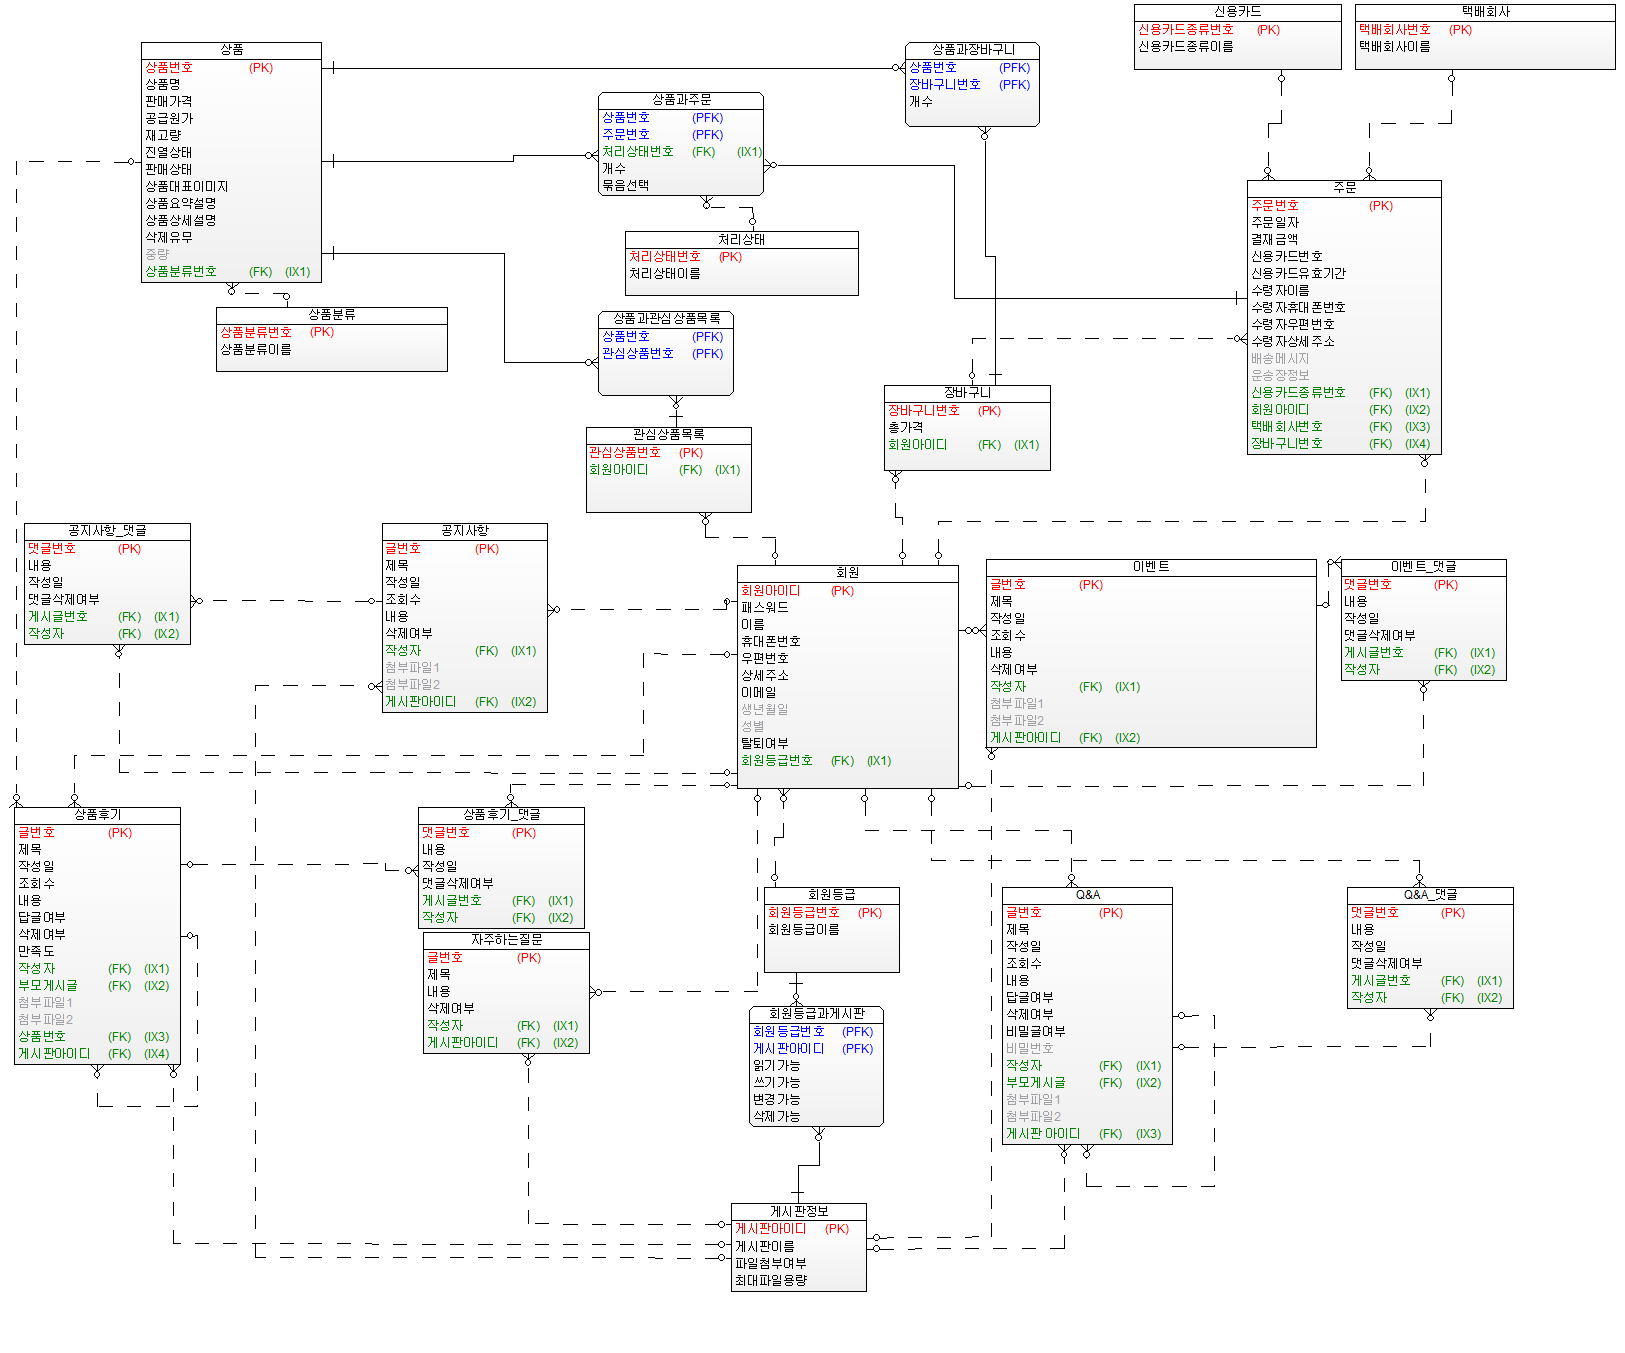 신용카드
신용카드종류번호 (PK)
신용카드종류이름
택배회사
택배회사번호 (PK)
택배회사이름
상품
상품번호 (PK)
상품명
판매가격
공급원가
재고량
진열상태
판매상태
상품대표이미지
상품요약설명
상품상세설명
삭제유무
중량
상품분류번호 (FK) (IX1)
상품과장바구니
상품번호 (PFK)
장바구니번호 (PFK)
개수
상품과주문
상품번호 (PFK)
주문번호 (PFK)
처리상태번호 (FK) (IX1)
개수
묶음선택
처리상태
처리상태번호 (PK)
처리상태이름
주문
주문번호 (PK)
주문일자
결재금액
신용카드번호
신용카드유효기간
수령자이름
수령자휴대폰번호
수령자우편번호
수령자상세주소
배송메시지
운송장정보
신용카드종류번호 (FK) (IX1)
회원아이디 (FK) (IX2)
택배회사번호 (FK) (IX3)
장바구니번호 (FK) (IX4)
상품분류
상품분류번호 (PK)
상품분류이름
상품과관심상품목록
상품번호 (PFK)
관심상품번호 (PFK)
장바구니
장바구니번호 (PK)
총가격
회원아이디 (FK) (IX1)
관심상품목록
관심상품번호 (PK)
회원아이디 (FK) (IX1)
공지사항_댓글
댓글번호 (PK)
내용
작성일
댓글삭제여부
게시글번호 (FK) (IX1)
작성자 (FK) (IX2)
공지사항
글번호 (PK)
제목
작성일
조회수
내용
삭제여부
작성자 (FK) (IX1)
첨부파일1
첨부파일2
게시판아이디 (FK) (IX2)
회원
회원아이디 (PK)
패스워드
이름
휴대폰번호
우편번호
상세주소
이메일
생년월일
성별
탈퇴여부
회원등급번호 (FK) (IX1)
이벤트
글번호 (PK)
제목
작성일
조회수
내용
삭제여부
작성자 (FK) (IX1)
첨부파일1
첨부파일2
게시판아이디 (FK) (IX2)
이벤트_댓글
댓글번호 (PK)
내용
작성일
댓글삭제여부
게시글번호 (FK) (IX1)
작성자 (FK) (IX2)
상품후기
글번호 (PK)
제목
작성일
조회수
내용
답글여부
삭제여부
만족도
작성자 (FK) (IX1)
부모게시글 (FK) (IX2)
첨부파일1
첨부파일2
상품번호 (FK) (IX3)
게시판아이디 (FK) (IX4)
상품후기_댓글
댓글번호 (PK)
내용
작성일
댓글삭제여부
게시글번호 (FK) (IX1)
작성자 (FK) (IX2)
자주하는질문
글번호 (PK)
제목
내용
삭제여부
작성자 (FK) (IX1)
게시판아이디 (FK) (IX2)
회원등급
회원등급번호 (PK)
회원등급이름
회원등급과게시판
회원등급번호 (PFK)
게시판아이디 (PFK)
읽기가능
쓰기가능
변경가능
삭제가능
Q&A
글번호 (PK)
제목
작성일
조회수
내용
답글여부
삭제여부
비밀글여부
비밀번호
작성자 (FK) (IX1)
부모게시글 (FK) (IX2)
첨부파일1
첨부파일2
게시판 아이디 (FK) (IX3)
Q&A_댓글
댓글번호 (PK)
내용
작성일
댓글삭제여부
게시글번호 (FK) (IX1)
작성자 (FK) (IX2)
게시판정보
게시판아이디 (PK)
게시판이름
파일첨부여부
최대파일용량